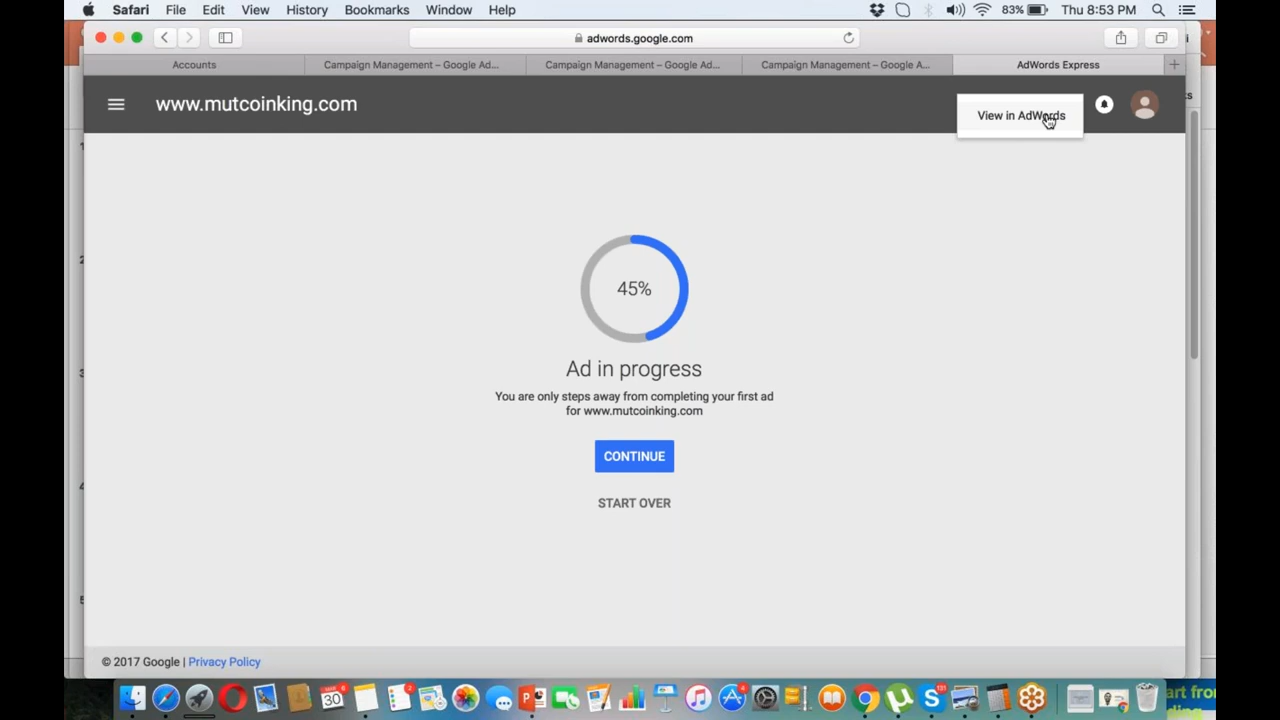 Safari File Edit View History Bookmarks Window Help 83% Thu 8:53 PM
adwords.google.com
Accounts Campaign Management – Google Ad... Campaign Management – Google Ad... Campaign Management – Google A... AdWords Express
www.mutcoinking.com
View in AdWords
45%
Ad in progress
You are only steps away from completing your first ad
for www.mutcoinking.com
CONTINUE
START OVER
© 2017 Google | Privacy Policy
30